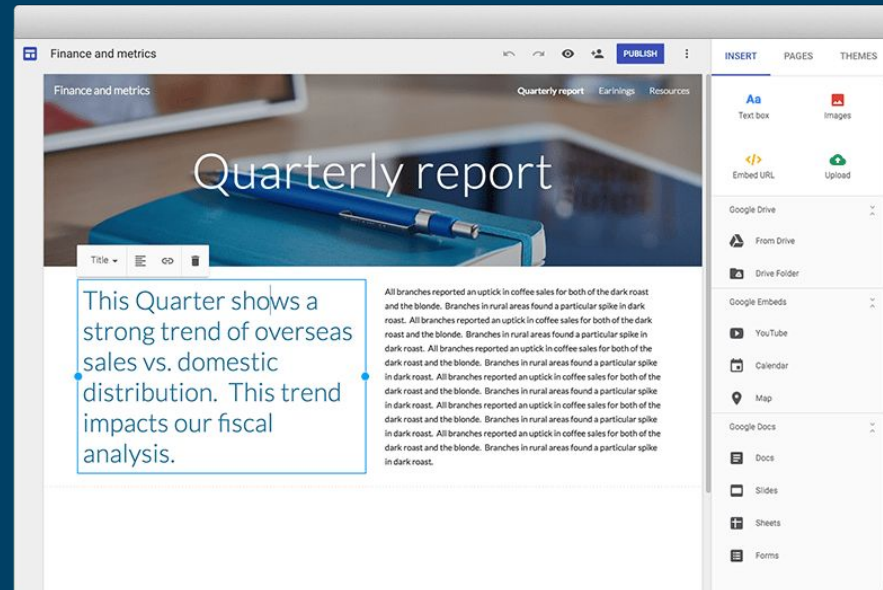 Finance and metrics
PUBLISH
INSERT PAGES THEMES
Finance and metrics
Quarterly report Earinings Resources
Quarterly report
Aa
Text box
Images
</>
Embed URL
Upload
Title
This Quarter shows a
strong trend of overseas
sales vs. domestic
distribution. This trend
impacts our fiscal
analysis.
All branches reported an uptick in coffee sales for both of the dark roast
and the blonde. Branches in rural areas found a particular spike in dark
roast. All branches reported an uptick in coffee sales for both of the dark
roast and the blonde. Branches in rural areas found a particular spike in
dark roast. All branches reported an uptick in coffee sales for both of the
dark roast and the blonde. Branches in rural areas found a particular spike
in dark roast. All branches reported an uptick in coffee sales for both of the
dark roast and the blonde. Branches in rural areas found a particular spike
in dark roast. All branches reported an uptick in coffee sales for both of the
dark roast and the blonde. Branches in rural areas found a particular spike
in dark roast. All branches reported an uptick in coffee sales for both of the
dark roast and the blonde. Branches in rural areas found a particular spike
in dark roast.
Google Drive
From Drive
Drive Folder
Google Embeds
YouTube
Calendar
Map
Google Docs
Docs
Slides
Sheets
Forms